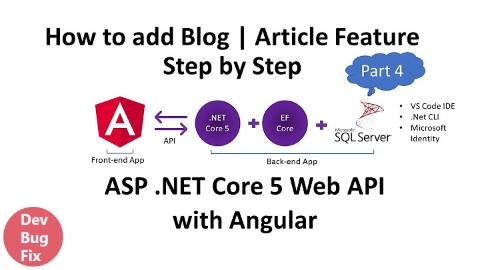 How to add Blog | Article Feature
Step by Step
Part 4
A
.NET
Core 5
EF
Core
Microsoft
SQL Server
• VS Code IDE
• .Net CLI
• Microsoft
Identity
API
Front-end App
Back-end App
ASP .NET Core 5 Web API
with Angular
Dev
Bug
Fix